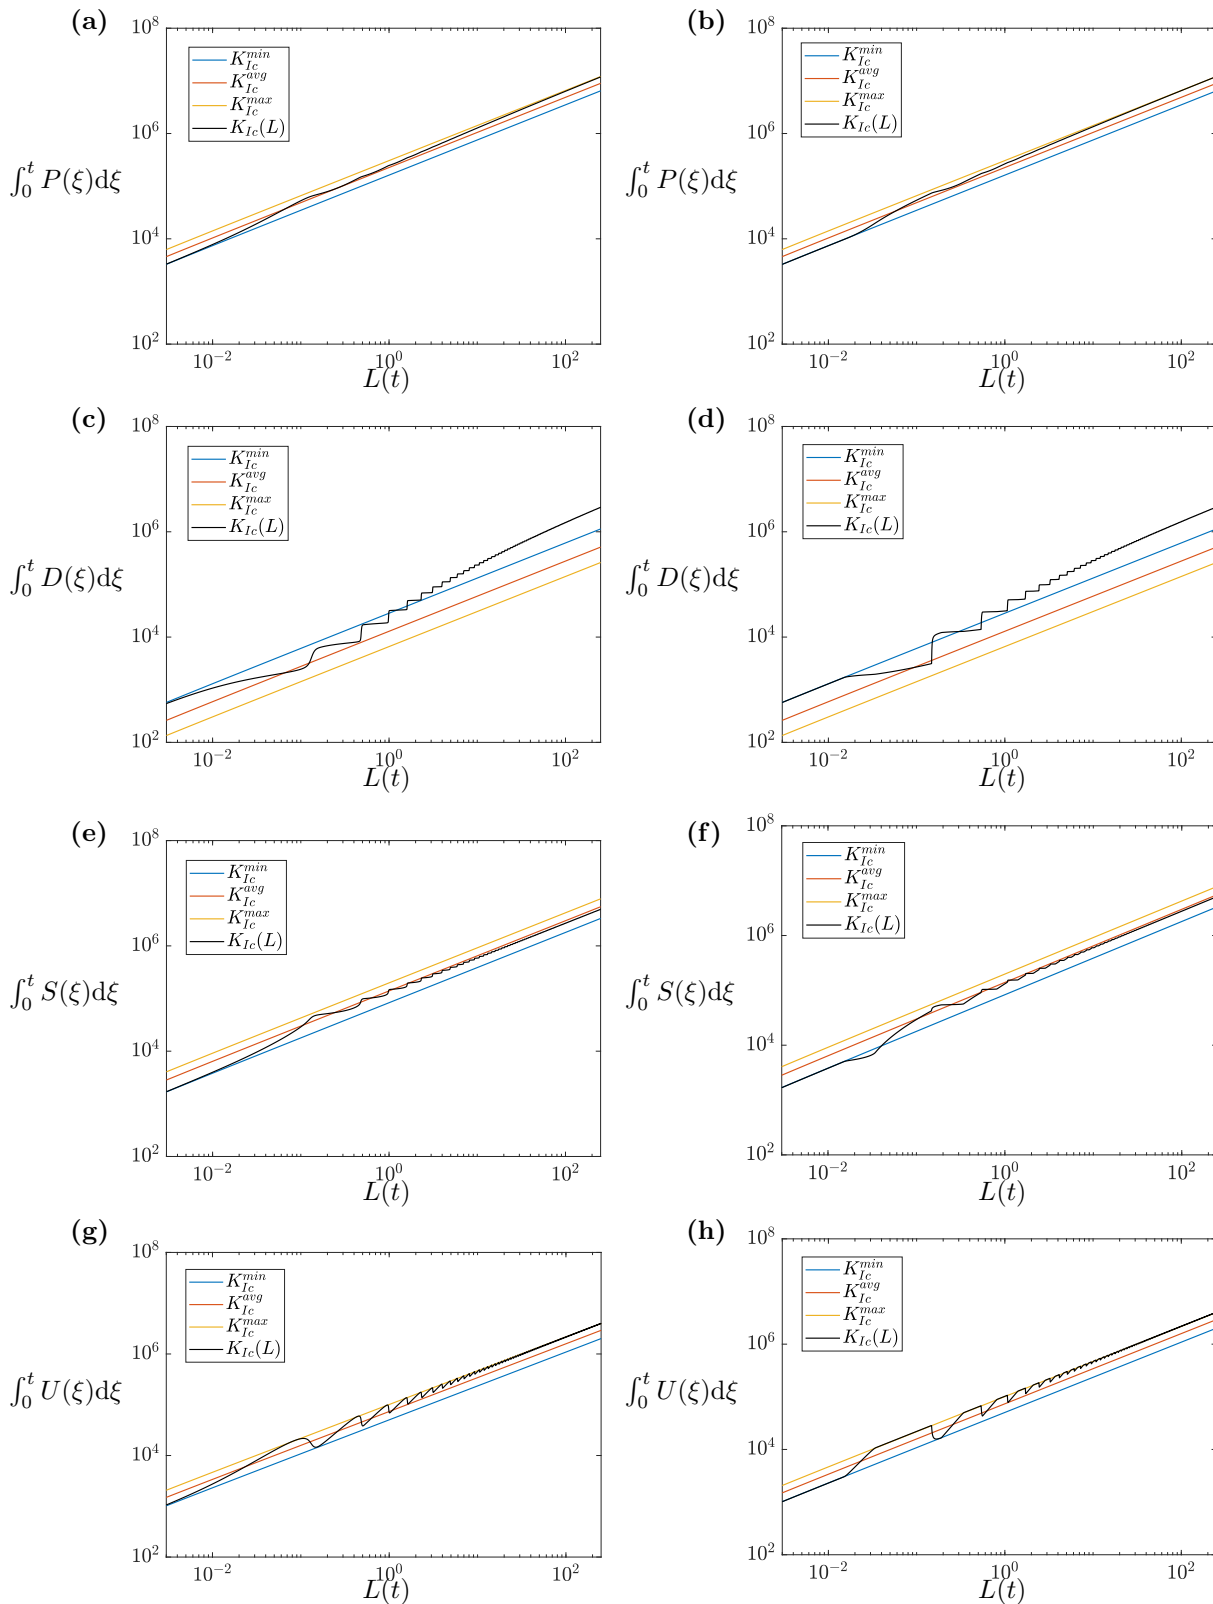 (a)
10^8
K_{Ic}^{min}
K_{Ic}^{avg}
K_{Ic}^{max}
K_{Ic}(L)
10^6
∫_0^t P(ξ)dξ
10^4
10^2
10^{-2}
10^0
10^2
L(t)
(b)
10^8
K_{Ic}^{min}
K_{Ic}^{avg}
K_{Ic}^{max}
K_{Ic}(L)
10^6
∫_0^t P(ξ)dξ
10^4
10^2
10^{-2}
10^0
10^2
L(t)
(c)
10^8
K_{Ic}^{min}
K_{Ic}^{avg}
K_{Ic}^{max}
K_{Ic}(L)
10^6
∫_0^t D(ξ)dξ
10^4
10^2
10^{-2}
10^0
10^2
L(t)
(d)
10^8
K_{Ic}^{min}
K_{Ic}^{avg}
K_{Ic}^{max}
K_{Ic}(L)
10^6
∫_0^t D(ξ)dξ
10^4
10^2
10^{-2}
10^0
10^2
L(t)
(e)
10^8
K_{Ic}^{min}
K_{Ic}^{avg}
K_{Ic}^{max}
K_{Ic}(L)
10^6
∫_0^t S(ξ)dξ
10^4
10^2
10^{-2}
10^0
10^2
L(t)
(f)
10^8
K_{Ic}^{min}
K_{Ic}^{avg}
K_{Ic}^{max}
K_{Ic}(L)
10^6
∫_0^t S(ξ)dξ
10^4
10^2
10^{-2}
10^0
10^2
L(t)
(g)
10^8
K_{Ic}^{min}
K_{Ic}^{avg}
K_{Ic}^{max}
K_{Ic}(L)
10^6
∫_0^t U(ξ)dξ
10^4
10^2
10^{-2}
10^0
10^2
L(t)
(h)
10^8
K_{Ic}^{min}
K_{Ic}^{avg}
K_{Ic}^{max}
K_{Ic}(L)
10^6
∫_0^t U(ξ)dξ
10^4
10^2
10^{-2}
10^0
10^2
L(t)